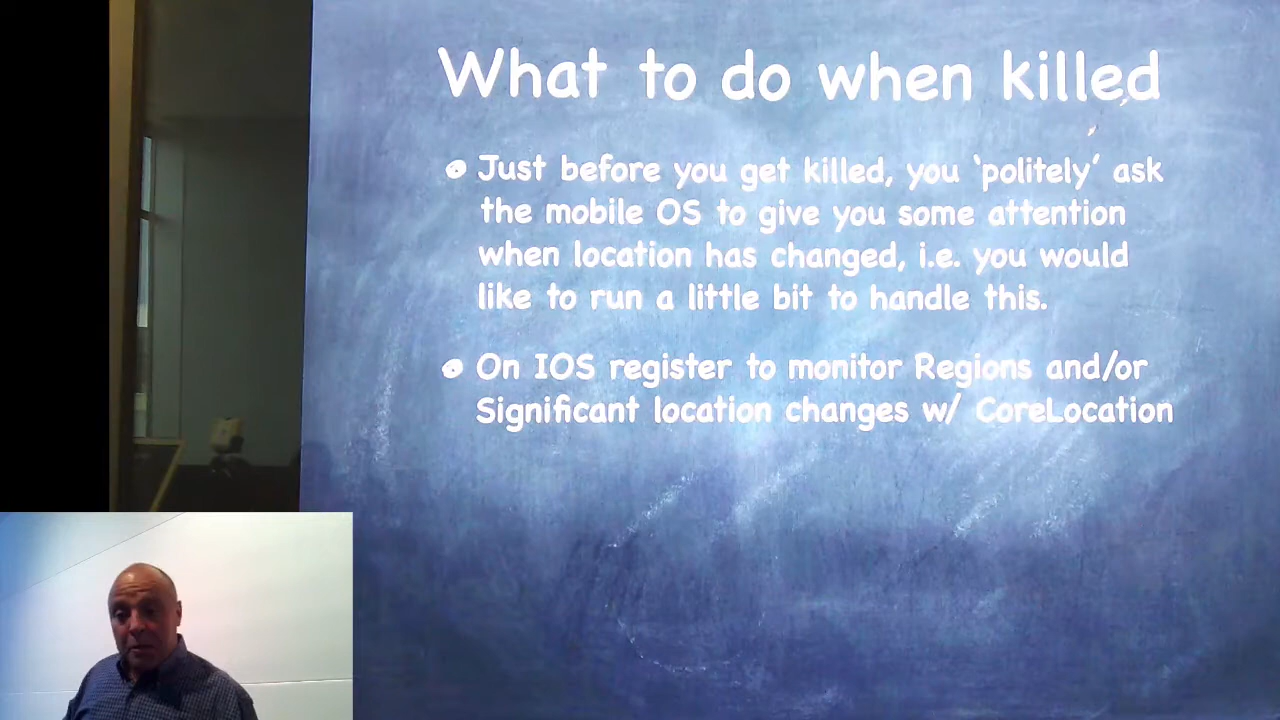 What to do when killed
Just before you get killed, you ‘politely’ ask
the mobile OS to give you some attention
when location has changed, i.e. you would
like to run a little bit to handle this.
On IOS register to monitor Regions and/or
Significant location changes w/ CoreLocation